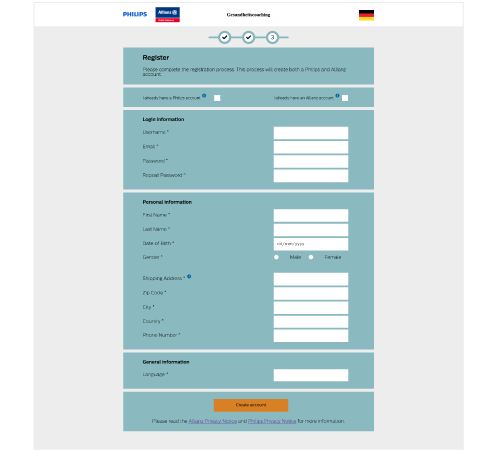 PHILIPS
Allianz
Gesundheitscoaching
3
Register
Please complete the registration process. This process will create both a Philips and Allianz
account.
I already have a Philips account
I already have an Allianz account
Login information
Username *
Email *
Password *
Repeat Password *
Personal information
First Name *
Last Name *
Date of Birth *
Gender *
Male
Female
Shipping Address *
Zip Code *
City *
Country *
Phone Number *
General information
Language *
Create account
Please read the Allianz Privacy Notice and Philips Privacy Notice for more information.